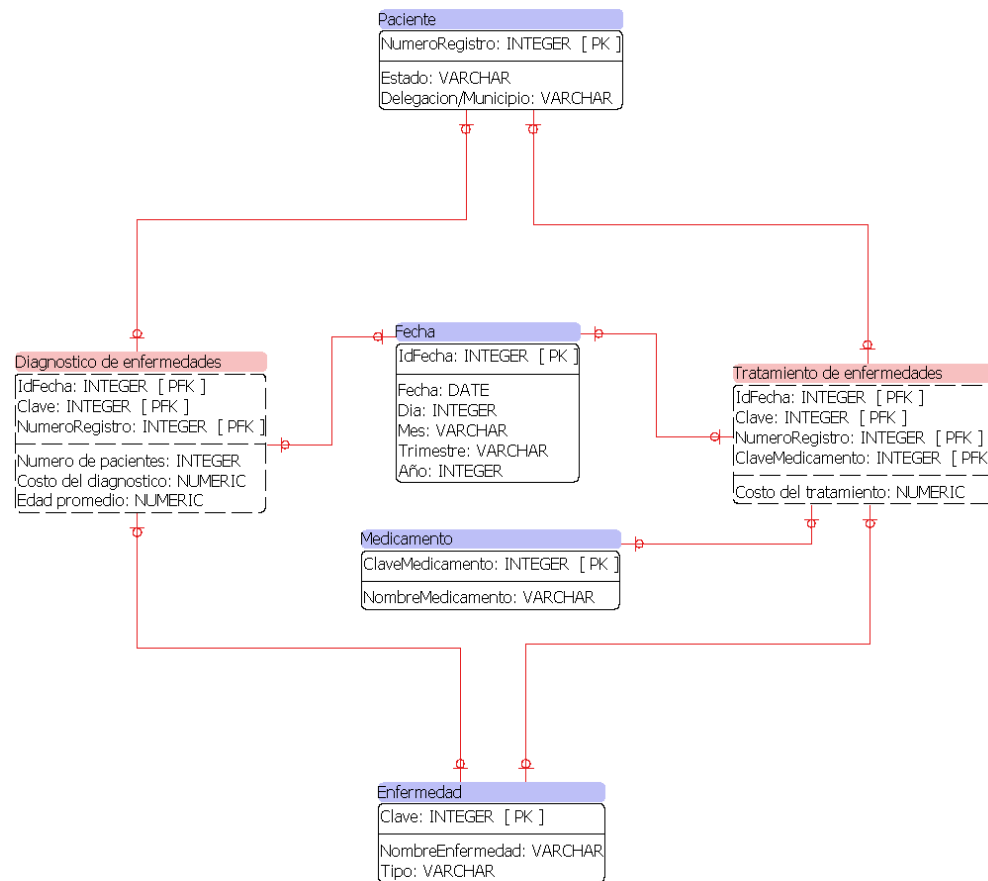 Paciente
NumeroRegistro: INTEGER [ PK ]
Estado: VARCHAR
Delegacion/Municipio: VARCHAR
Diagnostico de enfermedades
IdFecha: INTEGER [ PFK ]
Clave: INTEGER [ PFK ]
NumeroRegistro: INTEGER [ PFK ]
Numero de pacientes: INTEGER
Costo del diagnostico: NUMERIC
Edad promedio: NUMERIC
Fecha
IdFecha: INTEGER [ PK ]
Fecha: DATE
Dia: INTEGER
Mes: VARCHAR
Trimestre: VARCHAR
Año: INTEGER
Tratamiento de enfermedades
IdFecha: INTEGER [ PFK ]
Clave: INTEGER [ PFK ]
NumeroRegistro: INTEGER [ PFK ]
ClaveMedicamento: INTEGER [ PFK
Costo del tratamiento: NUMERIC
Medicamento
ClaveMedicamento: INTEGER [ PK ]
NombreMedicamento: VARCHAR
Enfermedad
Clave: INTEGER [ PK ]
NombreEnfermedad: VARCHAR
Tipo: VARCHAR